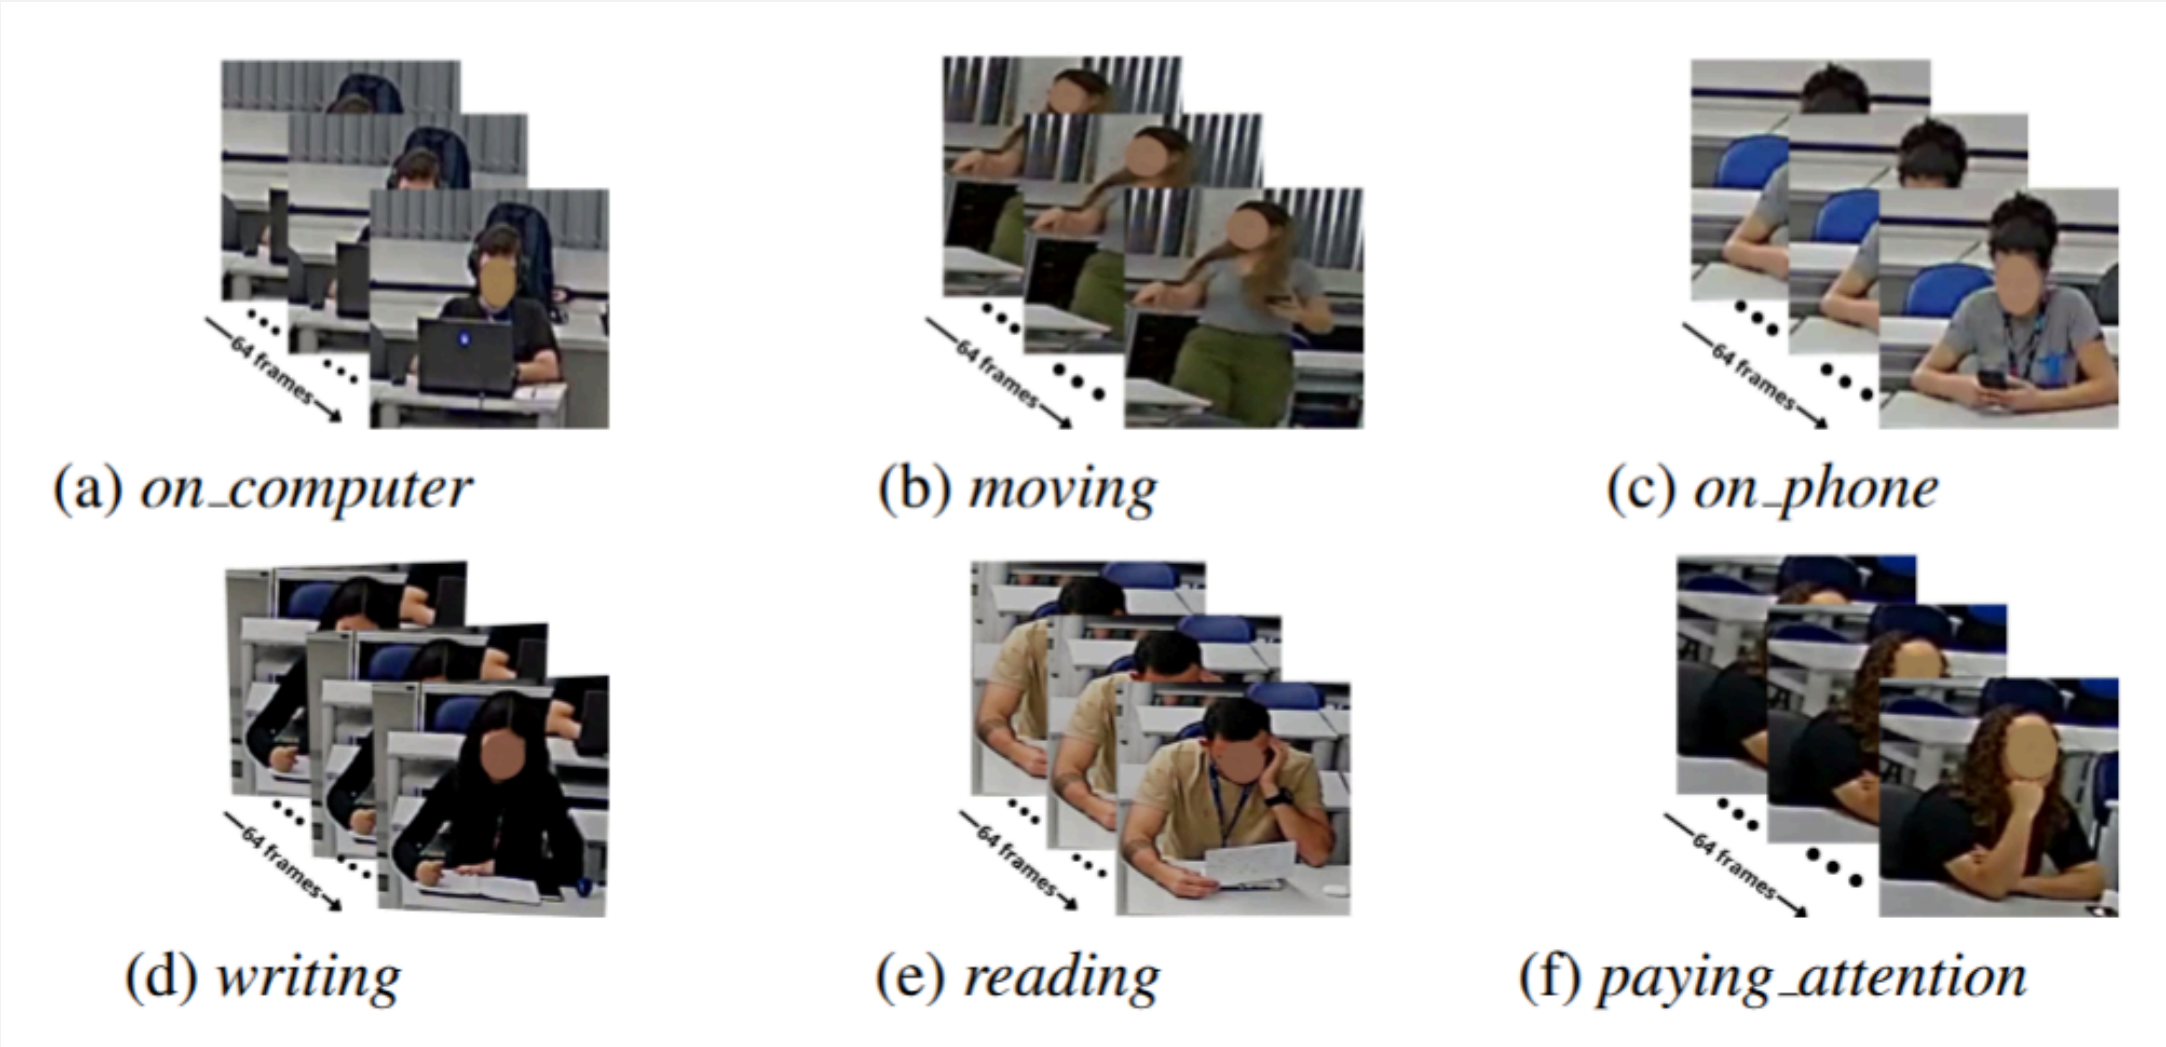 64 frames
64 frames
64 frames
(a) on_computer
(b) moving
(c) on_phone
64 frames
64 frames
64 frames
(d) writing
(e) reading
(f) paying_attention